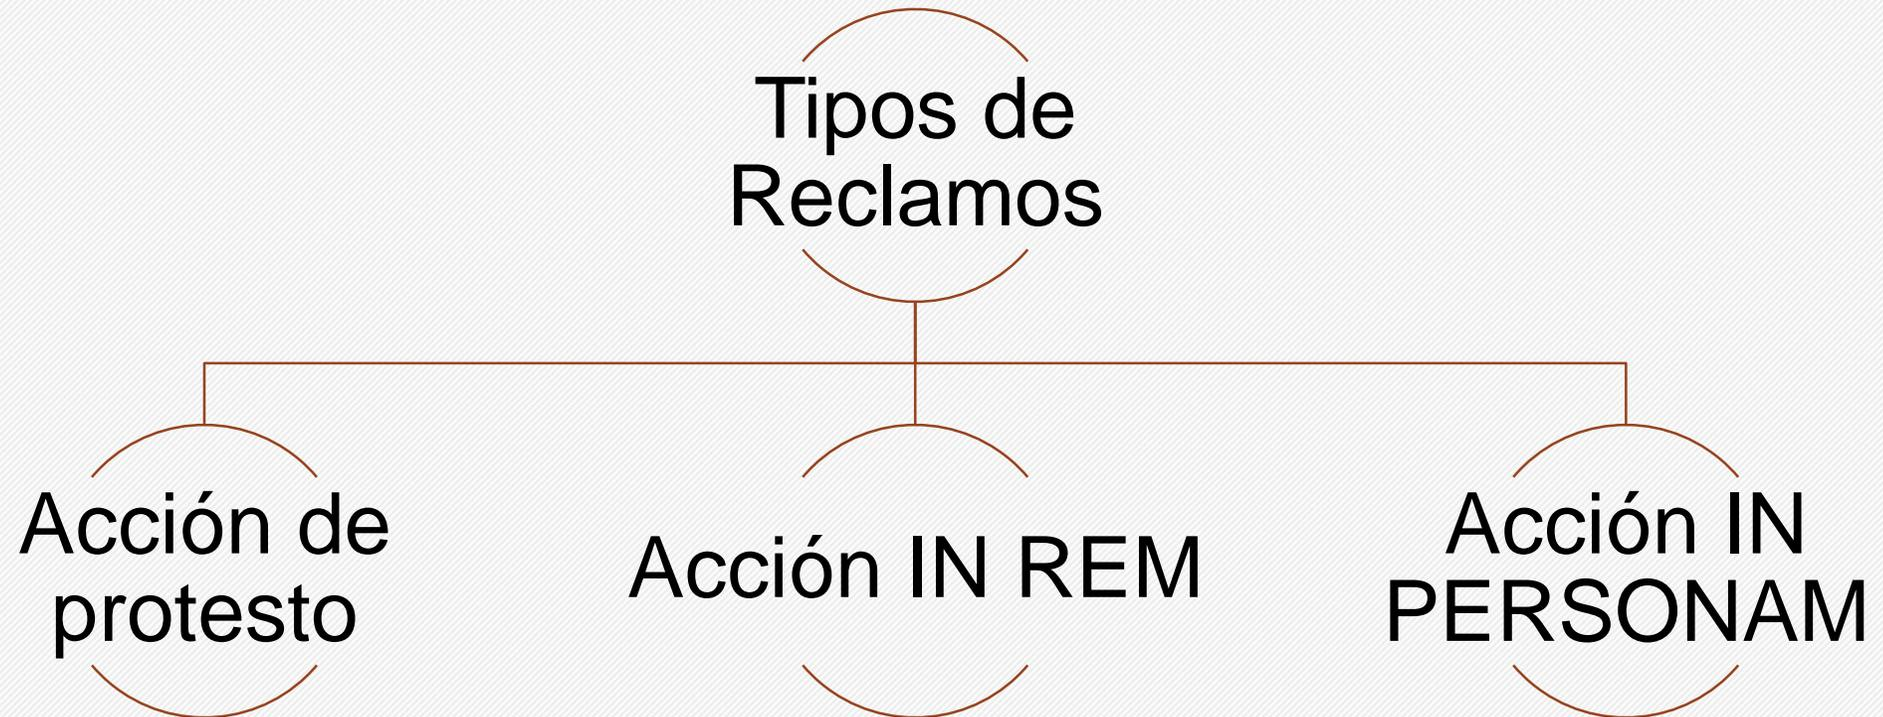 Tipos de
Reclamos
Acción de
protesto
Acción IN REM
Acción IN
PERSONAM